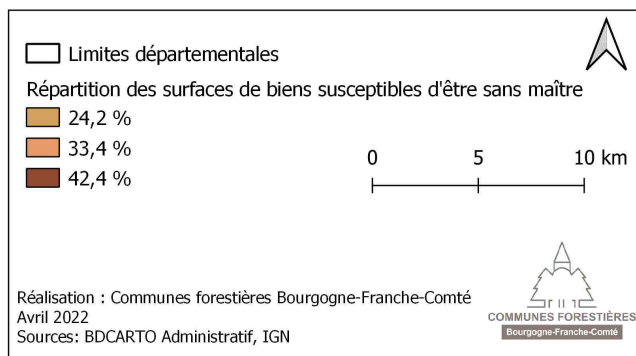 Limites départementales
Répartition des surfaces de biens susceptibles d'être sans maître
24,2 %
33,4 %
42,4 %
0 5 10 km
Réalisation : Communes forestières Bourgogne-Franche-Comté
Avril 2022
Sources: BDCARTO Administratif, IGN
COMMUNES FORESTIÈRES
Bourgogne-Franche-Comté